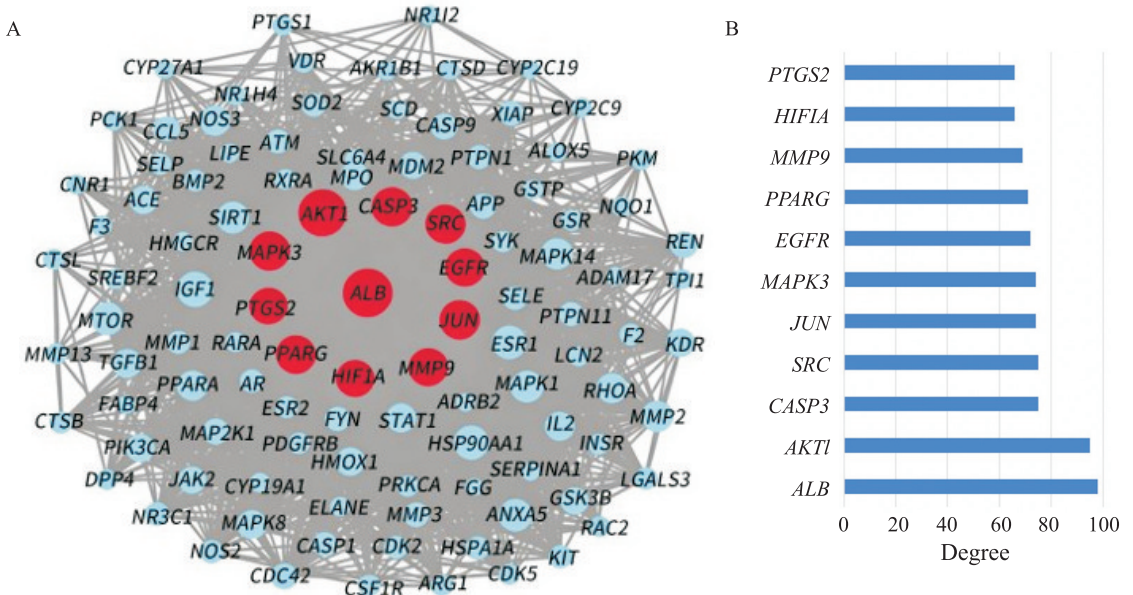 A
PTGS1
NR1I2
CYP27A1
VDR
AKR1B1
CTSD
CYP2C19
NR1H4
SOD2
SCD
XIAP
CYP2C9
PCK1
CCL5
NOS3
CASP9
SELP
LIPE
ATM
SLC6A4
MDM2
PTPN1
ALOX5
PKM
CNR1
BMP2
RXRA
MPO
GSTP
ACE
SIRT1
AKT1
CASP3
SRC
APP
GSR
NQO1
F3
HMGCR
MAPK3
SYK
MAPK14
REN
CTSL
SREBF2
IGF1
ALB
EGFR
ADAM17
TPI1
SELE
PTGS2
JUN
PTPN11
MTOR
MMP1
RARA
ESR1
F2
KDR
MMP13
TGFB1
PPARG
LCN2
PPARA
AR
HIF1A
MMP9
MAPK1
RHOA
FABP4
ESR2
FYN
STAT1
ADRB2
IL2
MMP2
CTSB
PIK3CA
MAP2K1
PDGFRB
HSP90AA1
INSR
HMOX1
SERPINA1
DPP4
JAK2
CYP19A1
PRKCA
FGG
GSK3B
LGALS3
NR3C1
MAPK8
ELANE
MMP3
ANXA5
RAC2
NOS2
CASP1
CDK2
HSPA1A
KIT
CDC42
CSF1R
ARG1
CDK5
B
PTGS2
HIFIA
MMP9
PPARG
EGFR
MAPK3
JUN
SRC
CASP3
AKTl
ALB
0 20 40 60 80 100
Degree